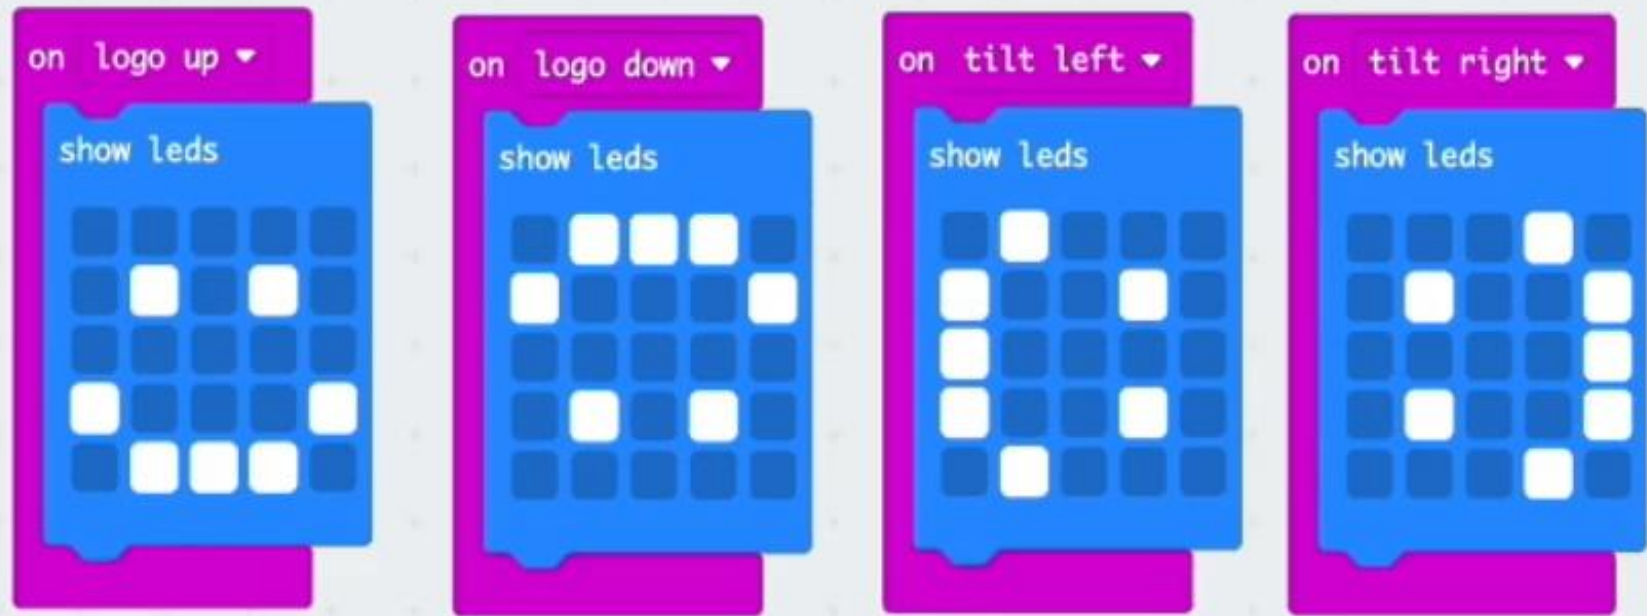 on logo up
show leds
on logo down
show leds
on tilt left
show leds
on tilt right
show leds